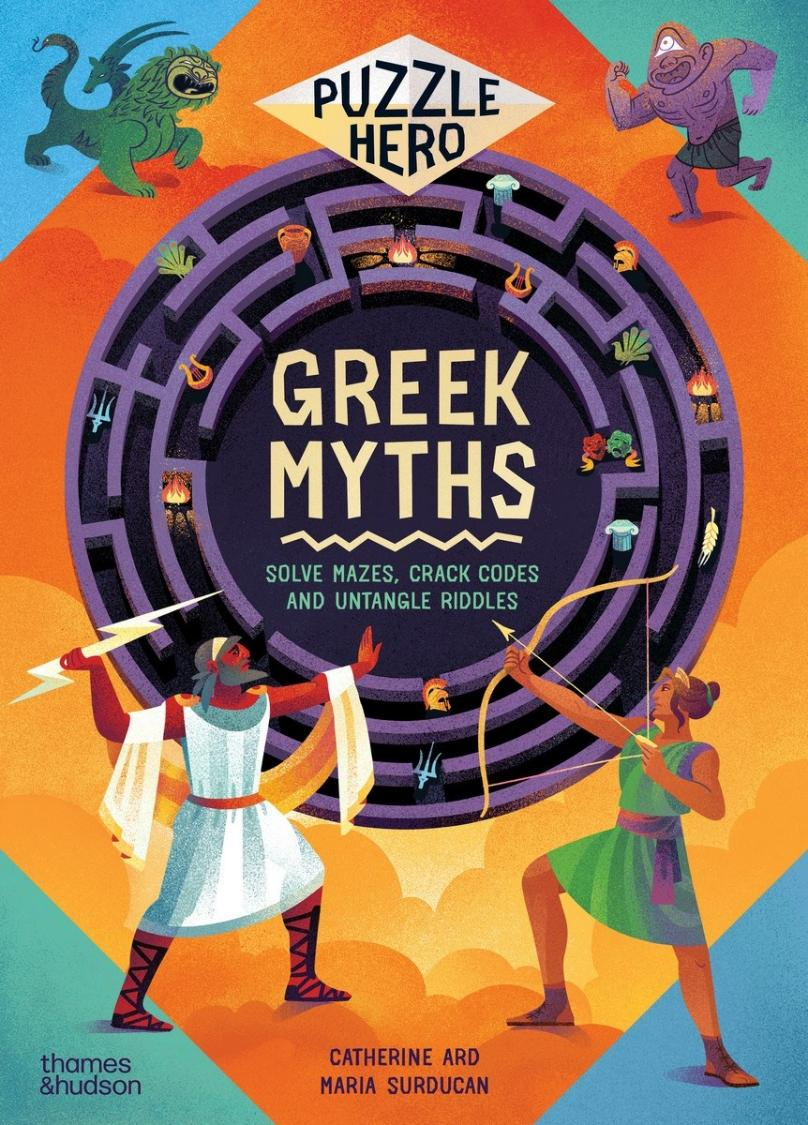 PUZZLE
HERO
GREEK
MYTHS
SOLVE MAZES, CRACK CODES
AND UNTANGLE RIDDLES
CATHERINE ARD
MARIA SURDUCAN
thames
&hudson